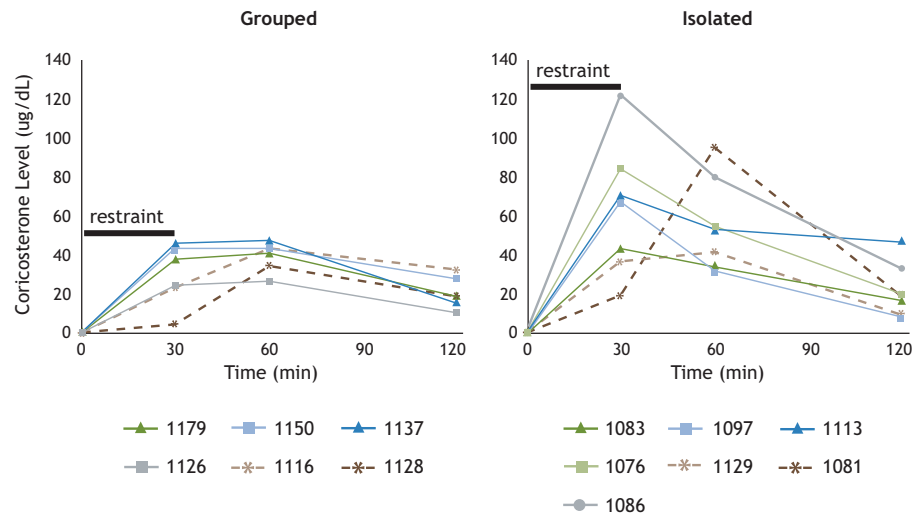 Grouped
Isolated
Coricosterone Level (ug/dL)
140
120
100
80
60
40
20
0
restraint
0
30
60
90
120
Time (min)
140
120
100
80
60
40
20
0
restraint
0
30
60
90
120
Time (min)
1179 1150 1137
1126 1116 1128
1083 1097 1113
1076 1129 1081
1086